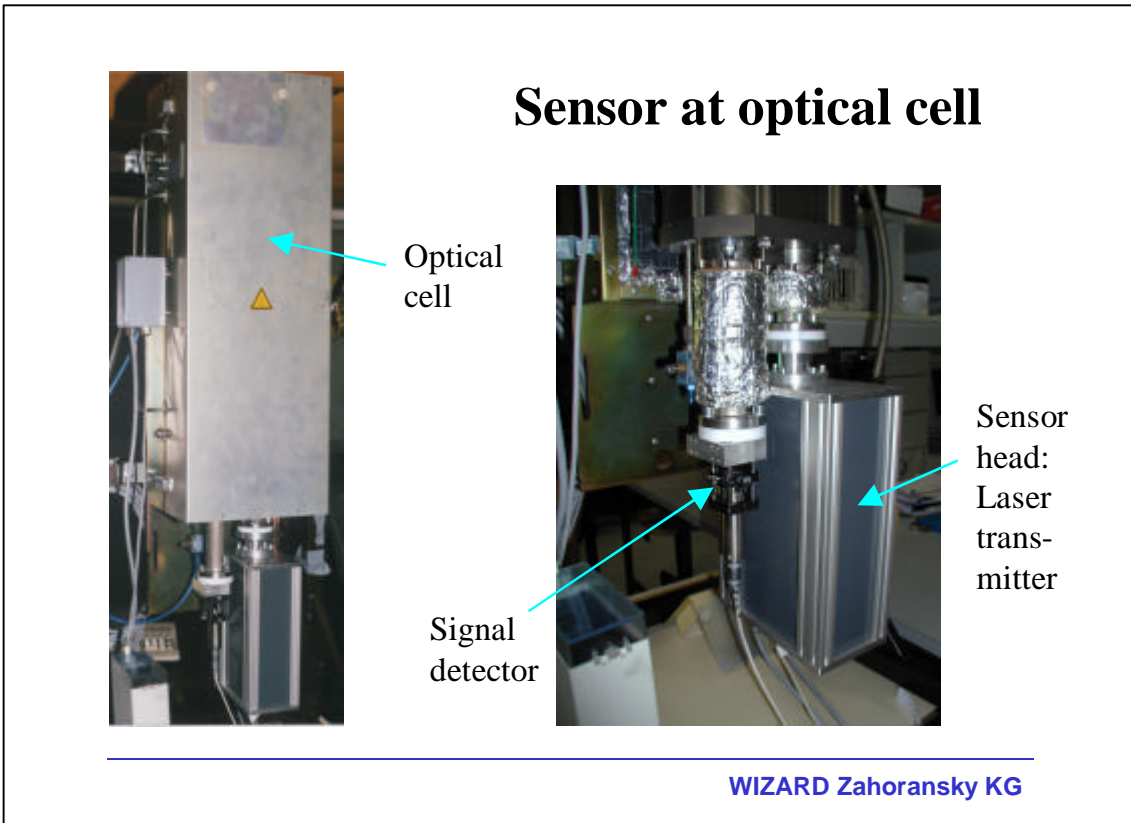 Sensor at optical cell
Optical
cell
Sensor
head:
Laser
trans-
mitter
Signal
detector
WIZARD Zahoransky KG